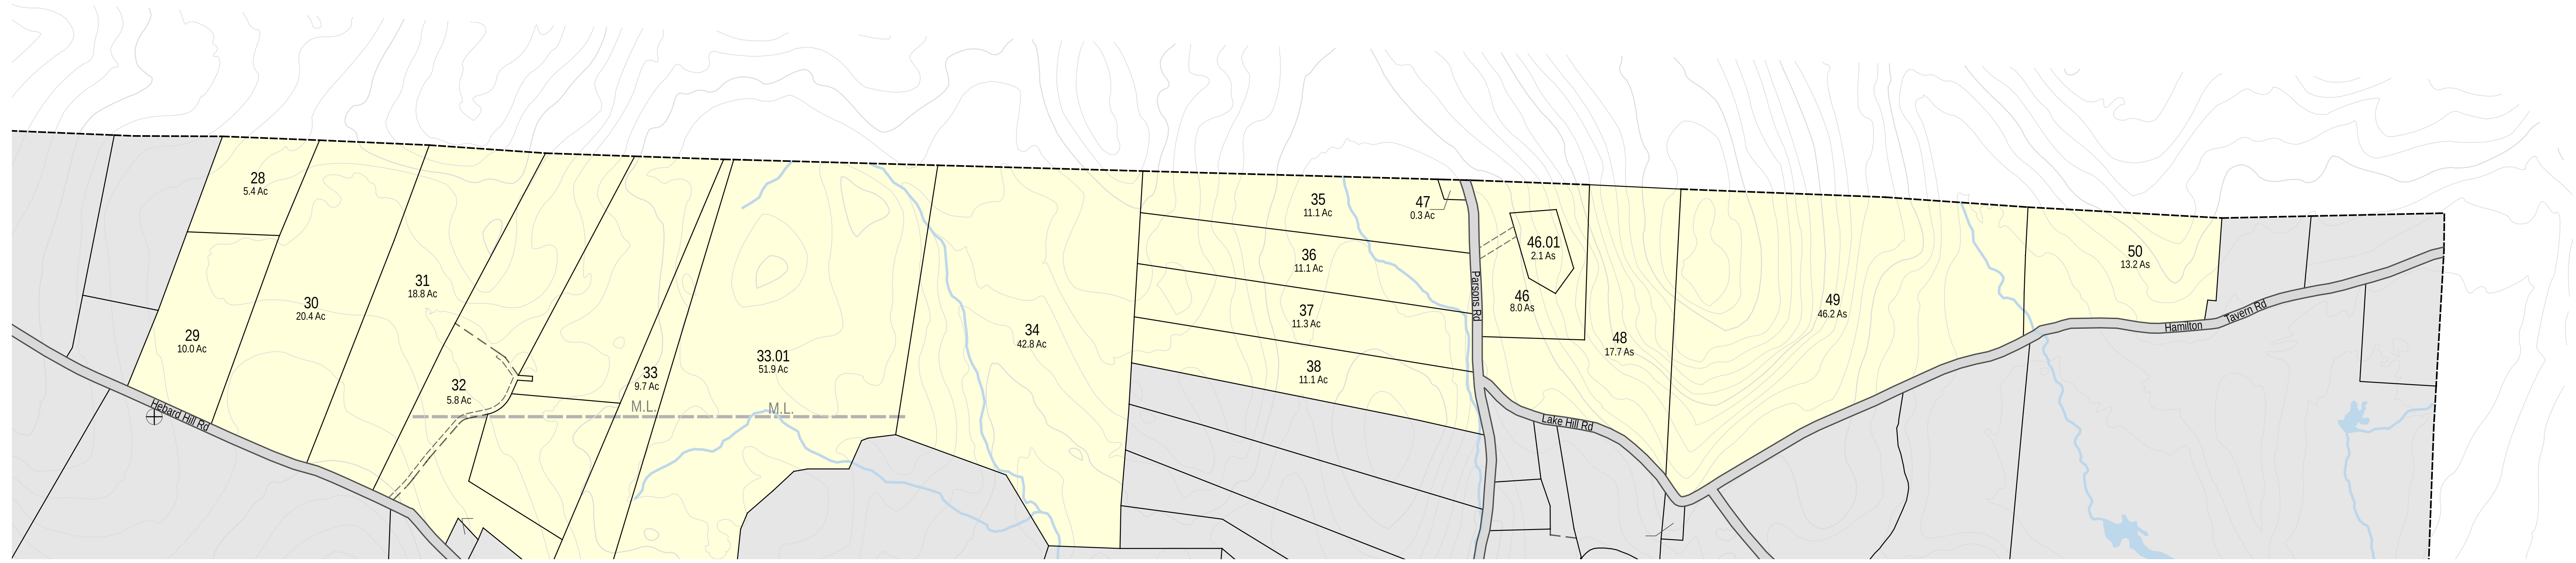 28
5.4 Ac
29
10.0 Ac
30
20.4 Ac
31
18.8 Ac
32
5.8 Ac
33
9.7 Ac
33.01
51.9 Ac
M.L.
M.L.
34
42.8 Ac
35
11.1 Ac
36
11.1 Ac
37
11.3 Ac
38
11.1 Ac
47
0.3 Ac
46.01
2.1 As
46
8.0 As
48
17.7 As
49
46.2 As
50
13.2 As
Hebard Hill Rd
Parsons Rd
Lake Hill Rd
Hamilton
Tavern Rd